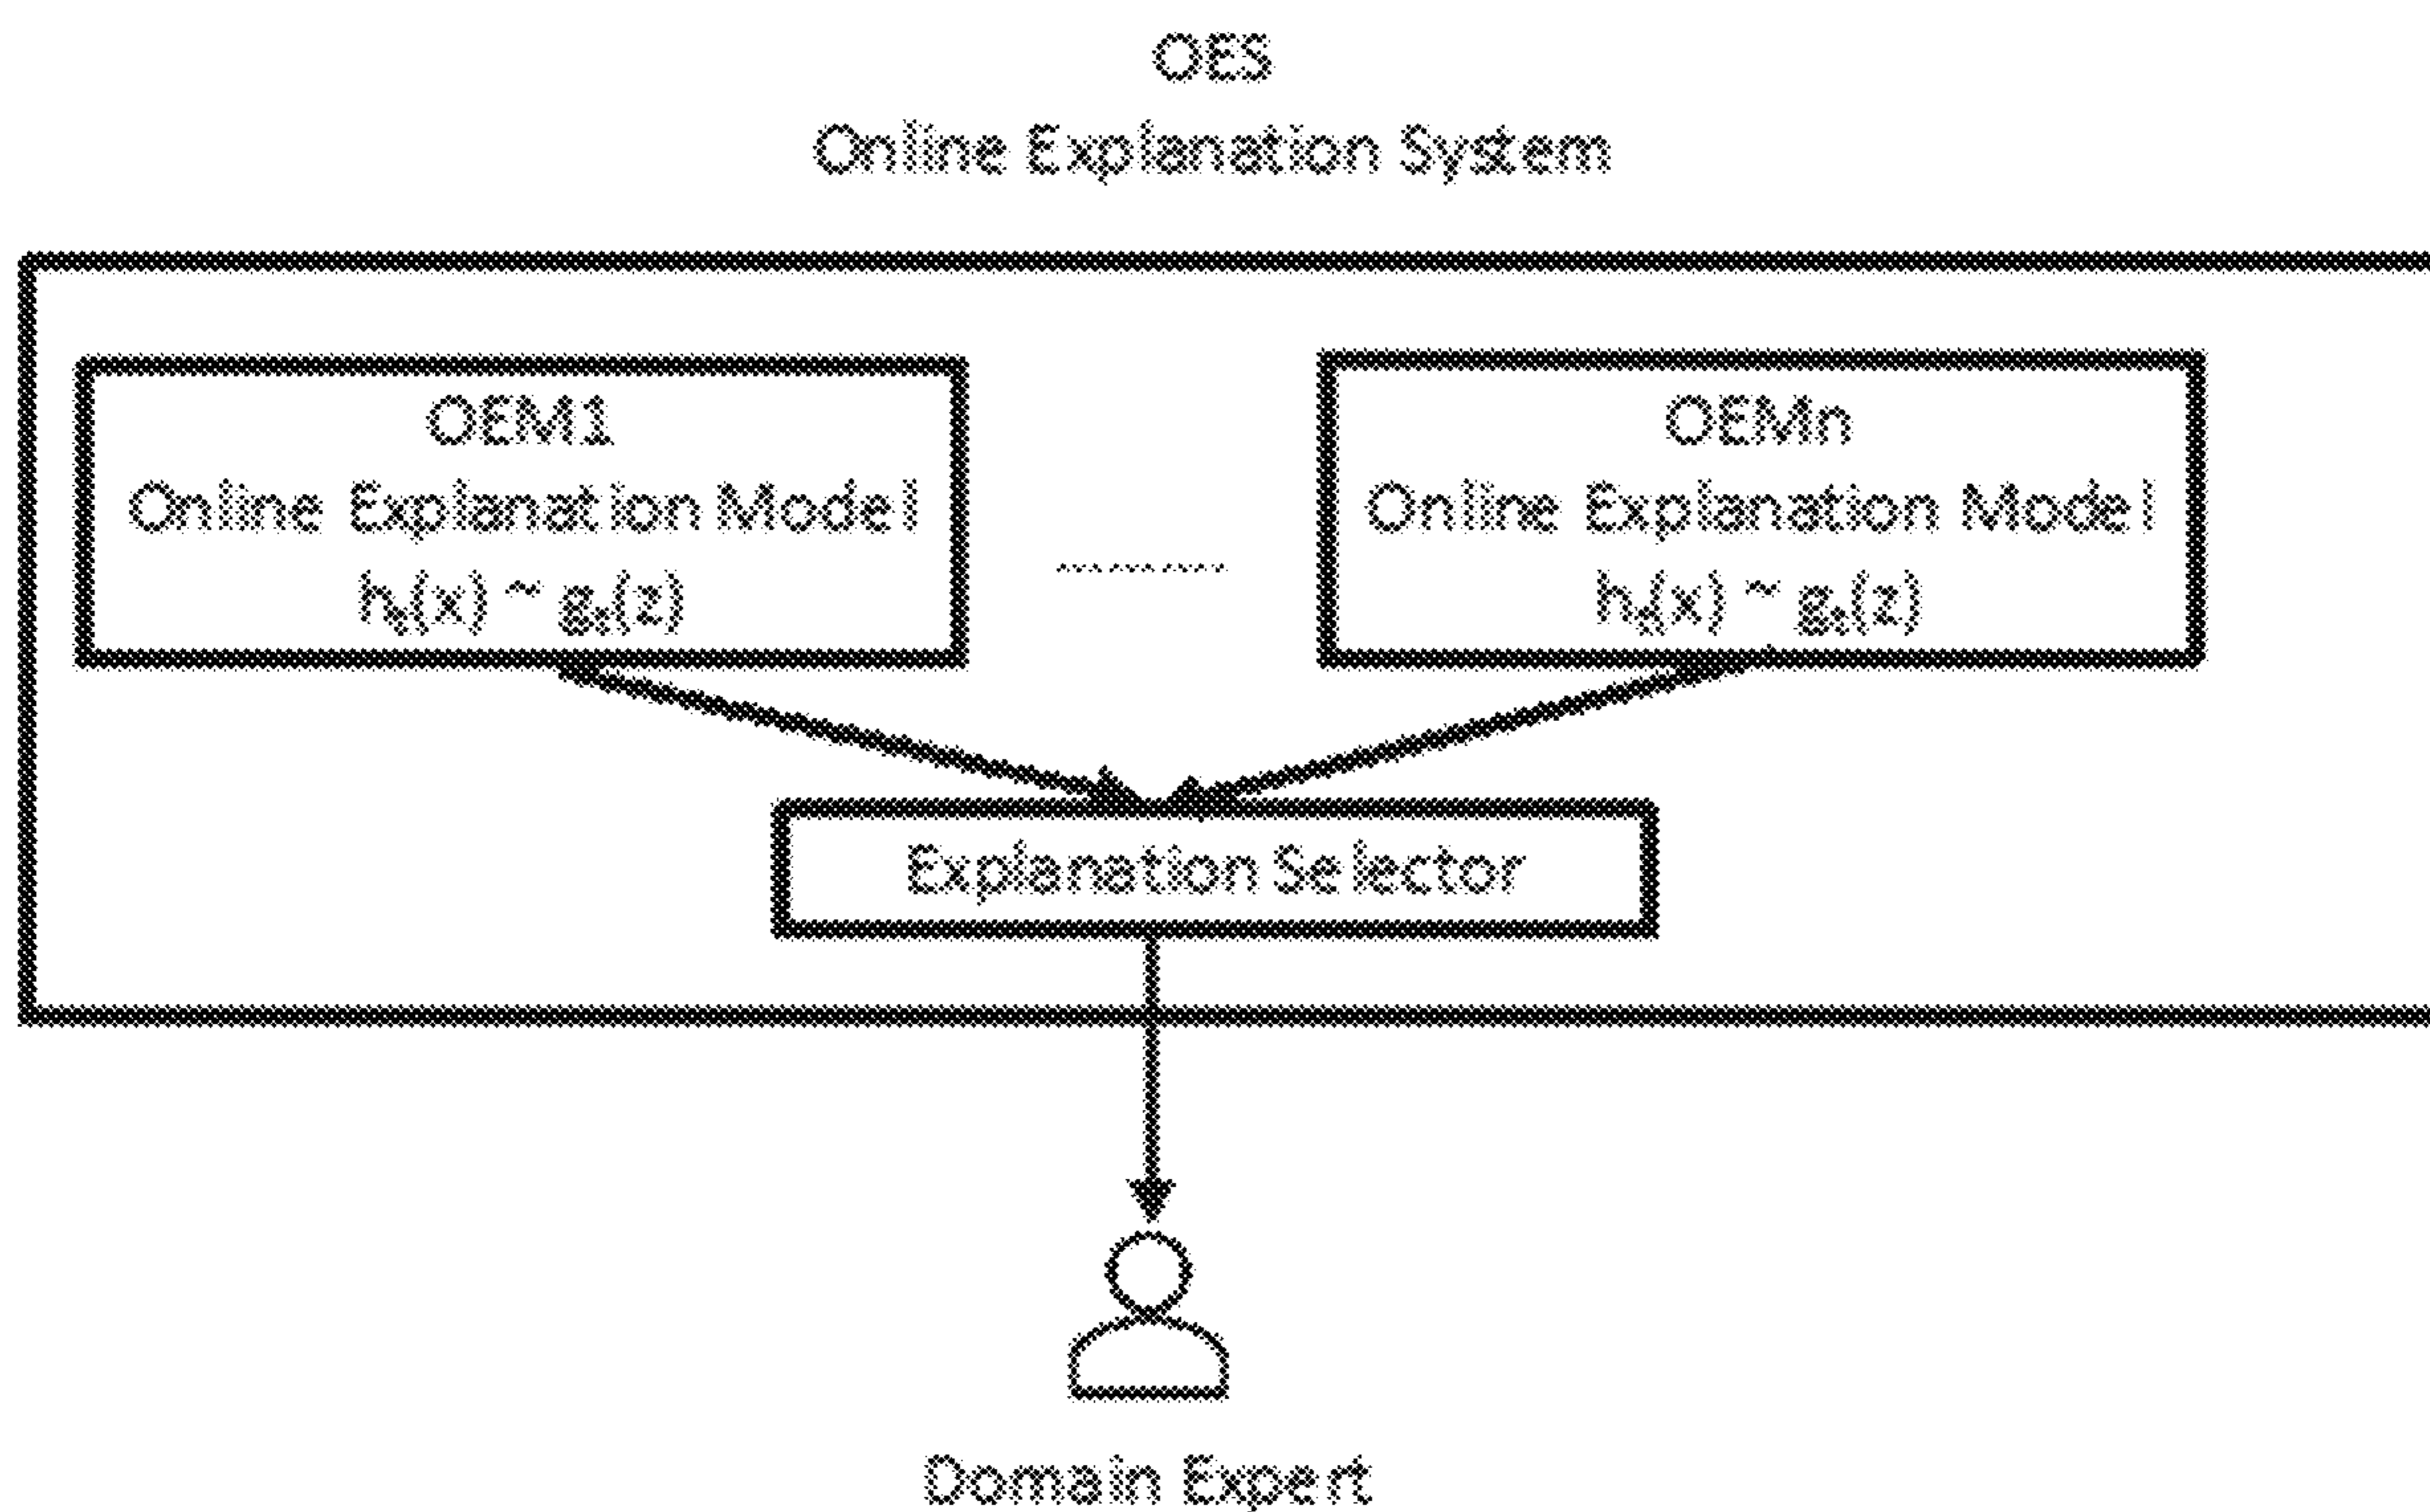 OES
Online Explanation System
OEM1
Online Explanation Model
(x) ~ (z)
OEMn
Online Explanation Model
(x) ~ (z)
Explanation Selector
Domain Expert